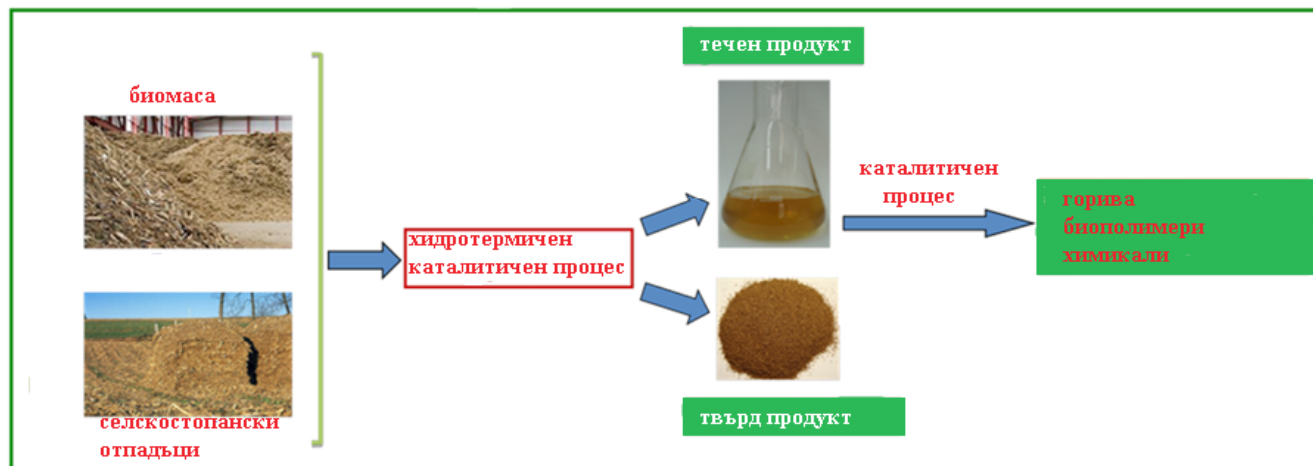 течен продукт
биомаса
каталитичен
процес
горива
биополимери
химикали
хидротермичен
каталитичен процес
селскостопански
отпадъци
твърд продукт